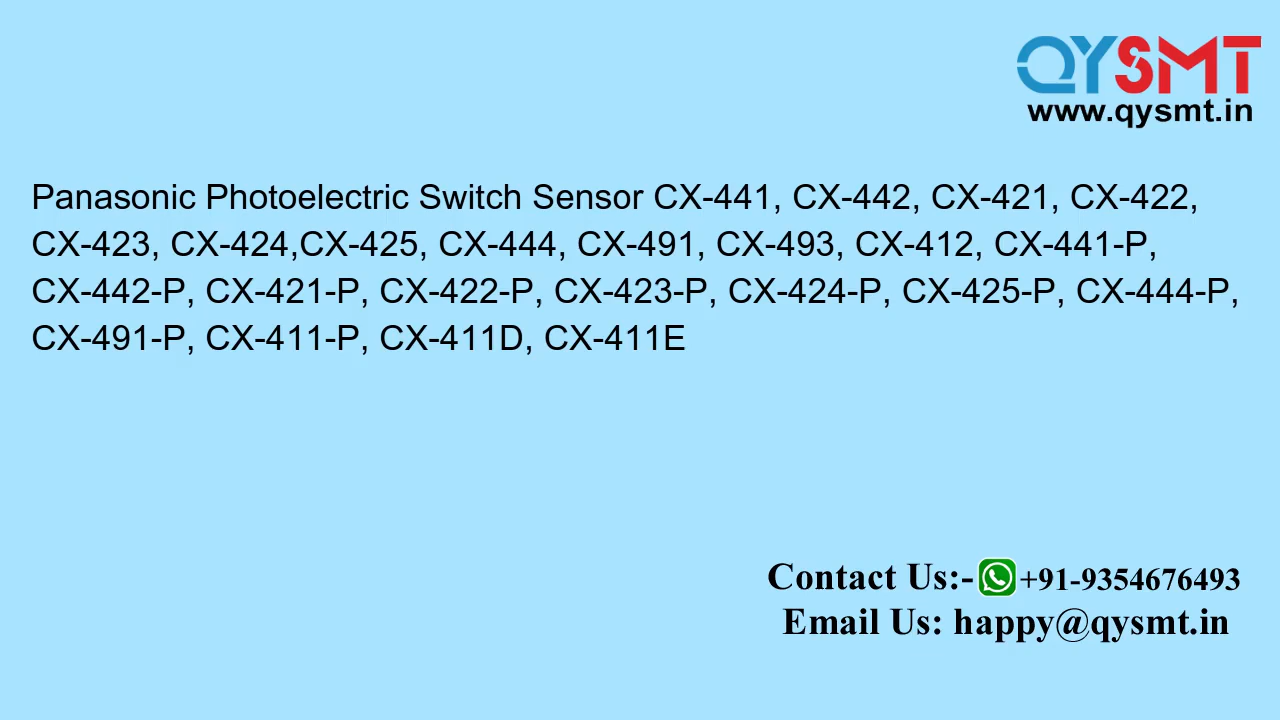 QYSMT
www.qysmt.in
Panasonic Photoelectric Switch Sensor CX-441, CX-442, CX-421, CX-422,
CX-423, CX-424,CX-425, CX-444, CX-491, CX-493, CX-412, CX-441-P,
CX-442-P, CX-421-P, CX-422-P, CX-423-P, CX-424-P, CX-425-P, CX-444-P,
CX-491-P, CX-411-P, CX-411D, CX-411E
Contact Us:- +91-9354676493
Email Us: happy@qysmt.in